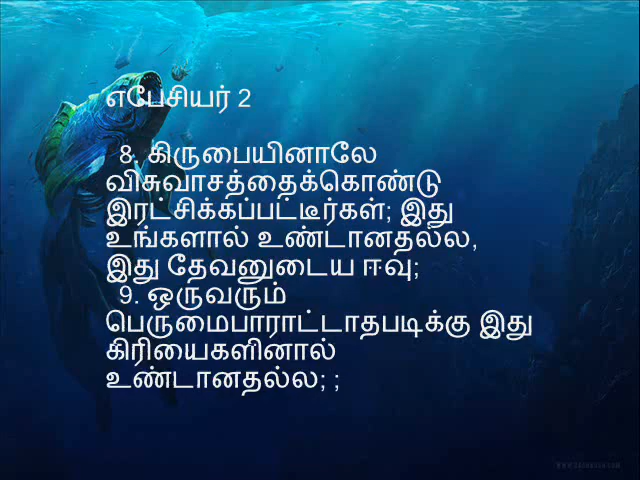 எபேசியர் 2
8. கிருபையினாலே
விசுவாசத்தைக்கொண்டு
இரட்சிக்கப்பட்டீர்கள்; இது
உங்களால் உண்டானதல்ல,
இது தேவனுடைய ஈவு;
9. ஒருவரும்
பெருமைபாராட்டாதபடிக்கு இது
கிரியைகளினால்
உண்டானதல்ல; ;